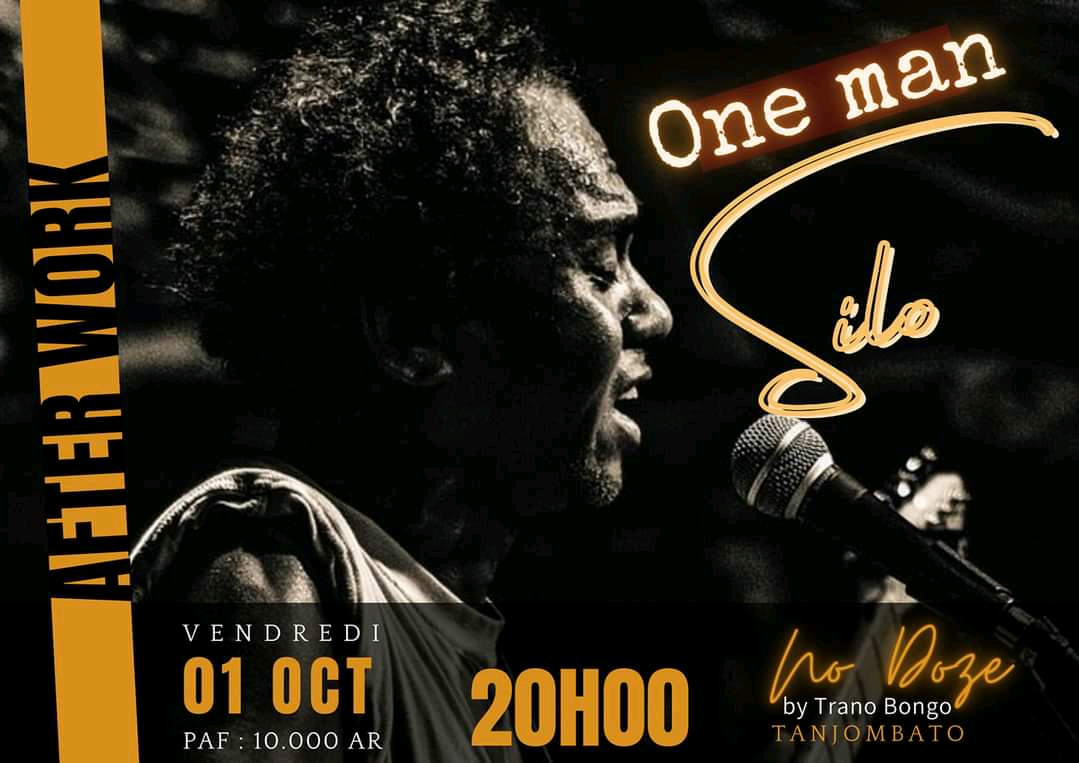 One man
Silo
AFTER WORK
VENDREDI
01 OCT
PAF : 10.000 AR
20H00
No Doze
by Trano Bongo
TANJOMBATO